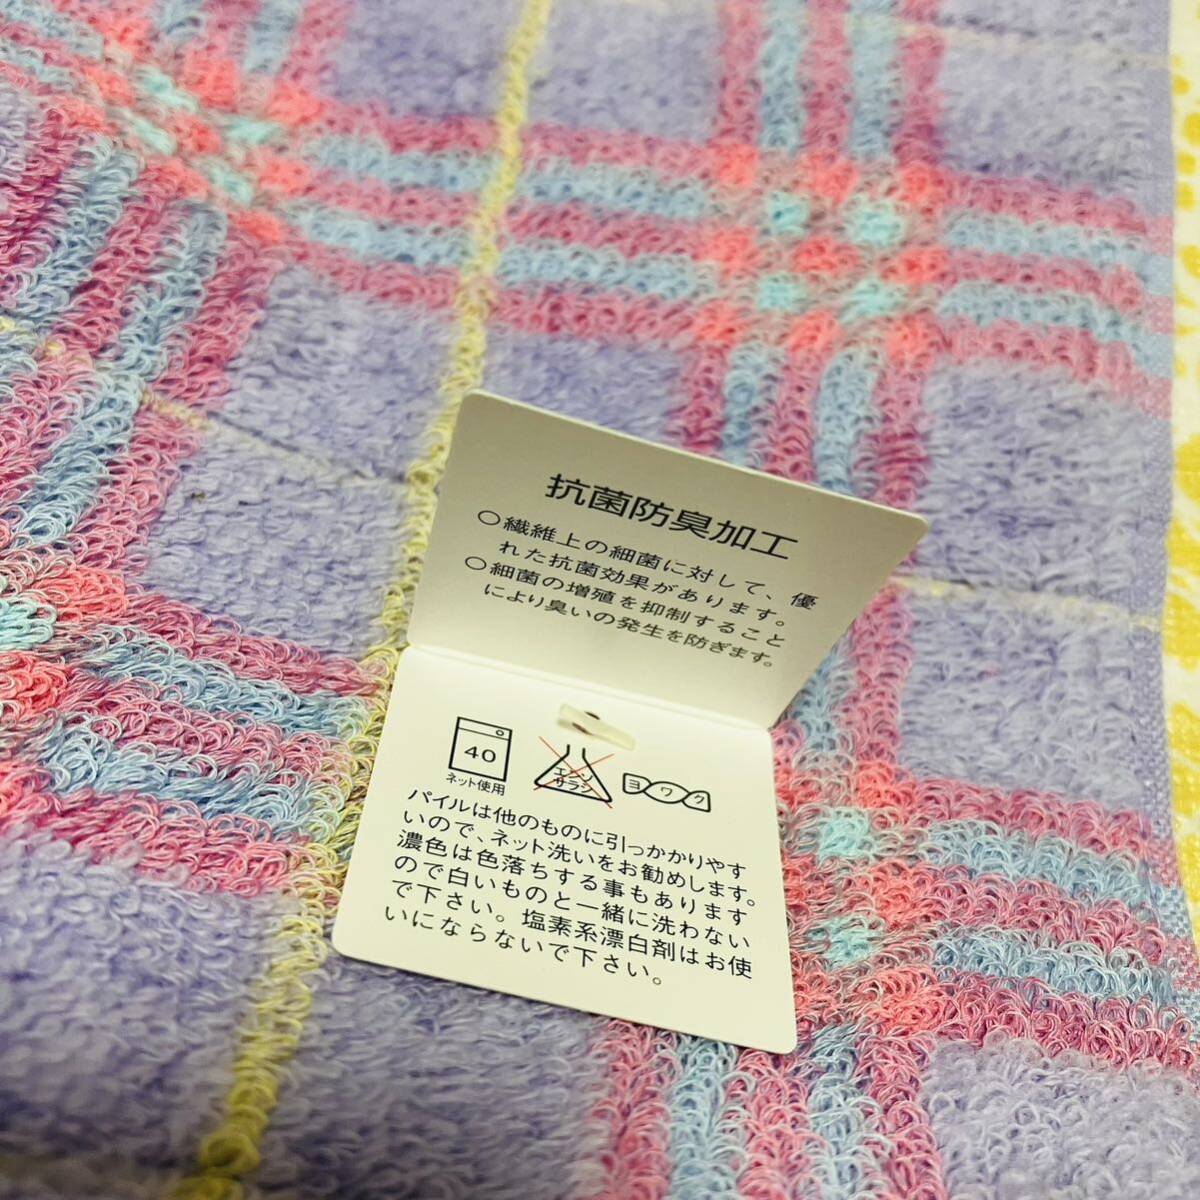 抗菌防臭加工
○繊維上の細菌に対して、優
れた抗菌効果があります。
○細菌の増殖を抑制すること
により臭いの発生を防ぎます。
40
ネット使用
エンソ
サラシ
ヨワク
パイルは他のものに引っかかりやす
いので、ネット洗いをお勧めします。
濃色は色落ちする事もあります
ので白いものと一緒に洗わない
で下さい。塩素系漂白剤はお使
いにならないで下さい。